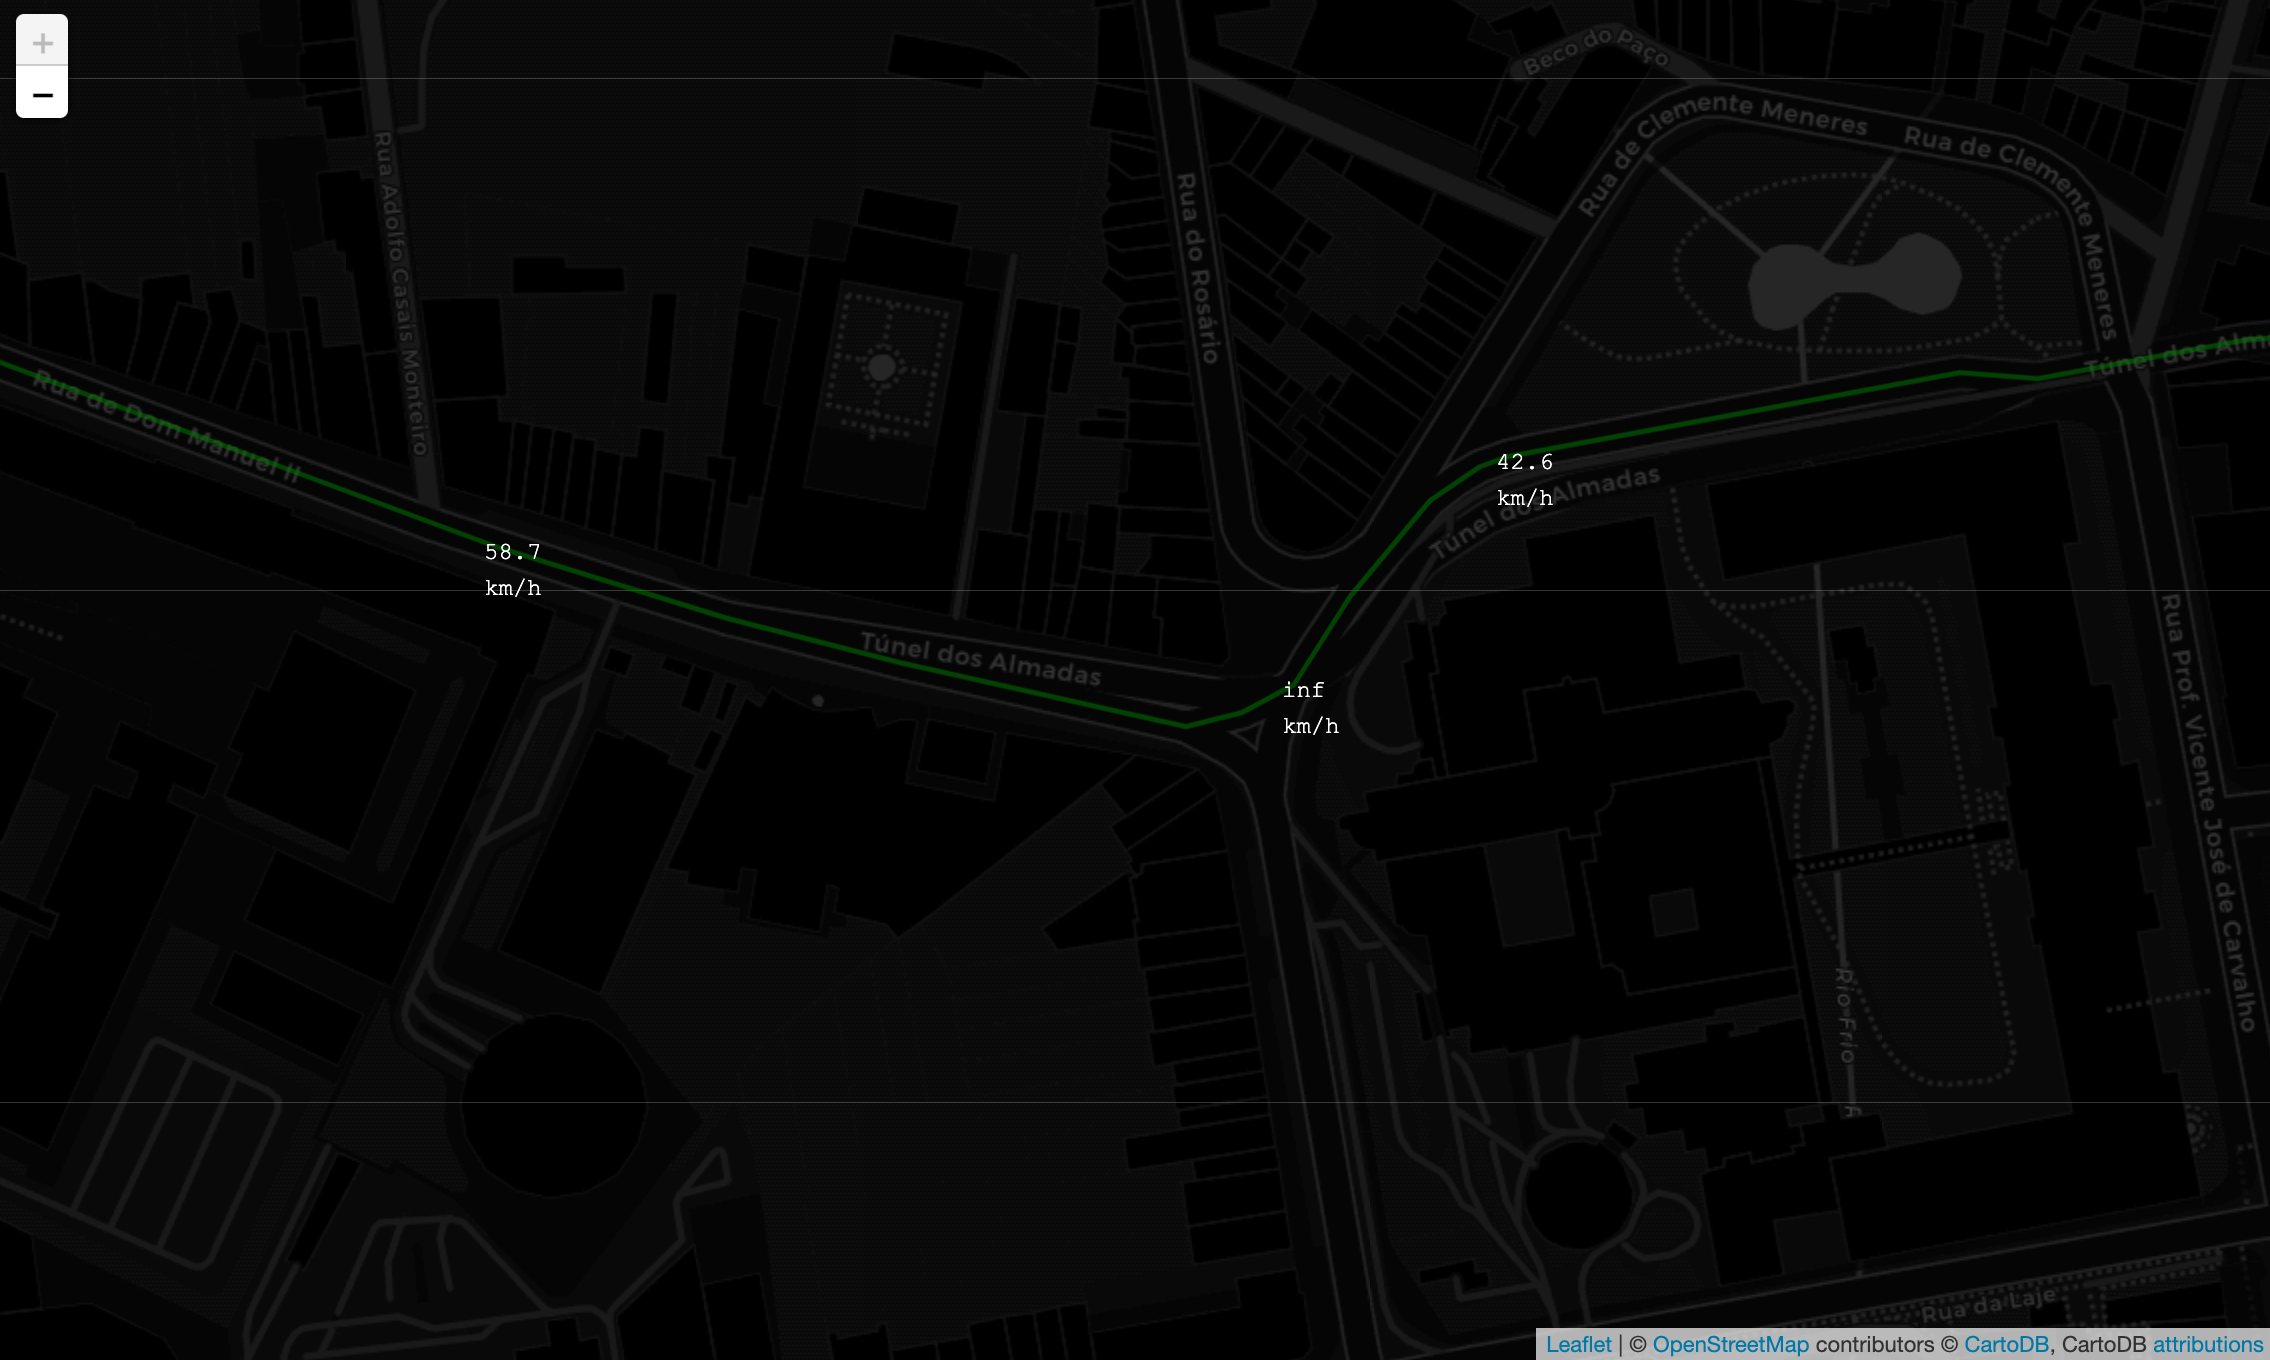 +
−
Beco do Paço
Rua de Clemente Meneres
Rua de Clemente Meneres
Rua Adolfo Casais Monteiro
Rua do Rosário
Túnel dos Alm
Rua de Dom Manuel II
42.6
km/h
Túnel dos Almadas
58.7
km/h
Túnel dos Almadas
inf
km/h
Rua Prof. Vicente José de Carvalho
Rio Frio
Rua da Laje
Leaflet | © OpenStreetMap contributors © CartoDB, CartoDB attributions